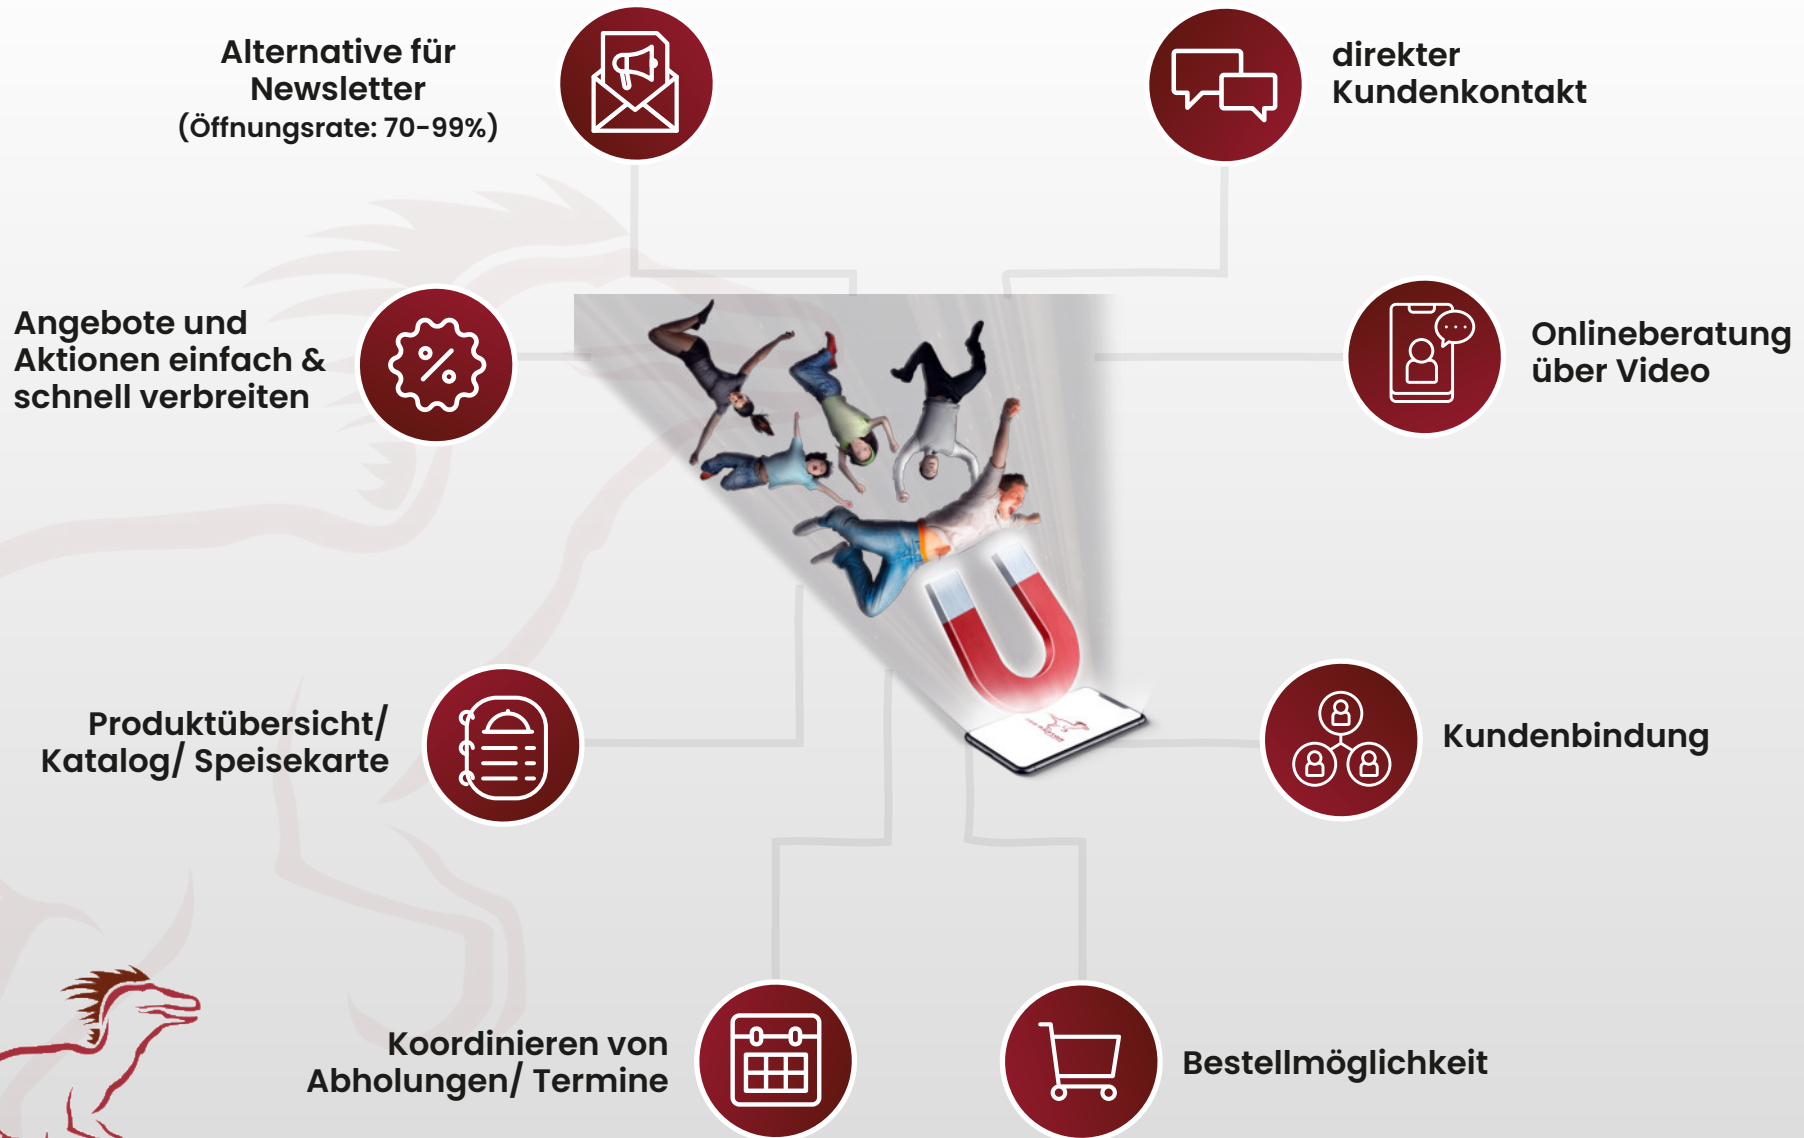 Alternative für
Newsletter
(Öffnungsrate: 70-99%)
direkter
Kundenkontakt
Angebote und
Aktionen einfach &
schnell verbreiten
Onlineberatung
über Video
Produktübersicht/
Katalog/ Speisekarte
Kundenbindung
Koordinieren von
Abholungen/ Termine
Bestellmöglichkeit